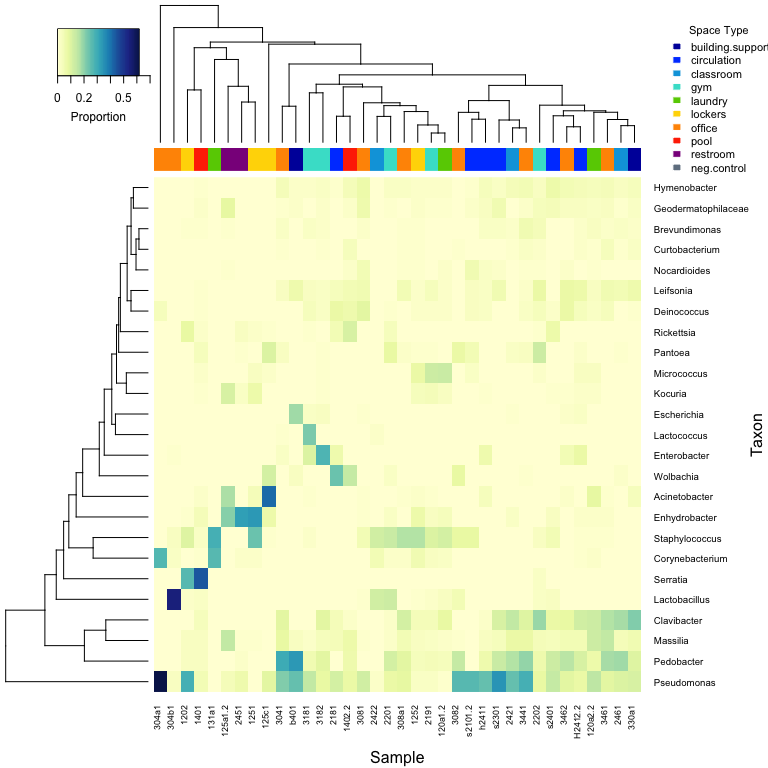 0 0.2 0.5
Proportion
Space Type
building.support
circulation
classroom
gym
laundry
lockers
office
pool
restroom
neg.control
Hymenobacter
Geodermatophilaceae
Brevundimonas
Curtobacterium
Nocardioides
Leifsonia
Deinococcus
Rickettsia
Pantoea
Micrococcus
Kocuria
Escherichia
Lactococcus
Enterobacter
Wolbachia
Acinetobacter
Enhydrobacter
Staphylococcus
Corynebacterium
Serratia
Lactobacillus
Clavibacter
Massilia
Pedobacter
Pseudomonas
Taxon
304a1
304b1
1202
1401
131a1
125a1.2
2451
1251
125c1
3041
b401
3181
3182
2181
1402.2
3081
2422
2201
308a1
1252
2191
120a1.2
3082
s2101.2
h2411
s2301
2421
3441
2202
s2401
3462
H2412.2
120a2.2
3461
2461
330a1
Sample